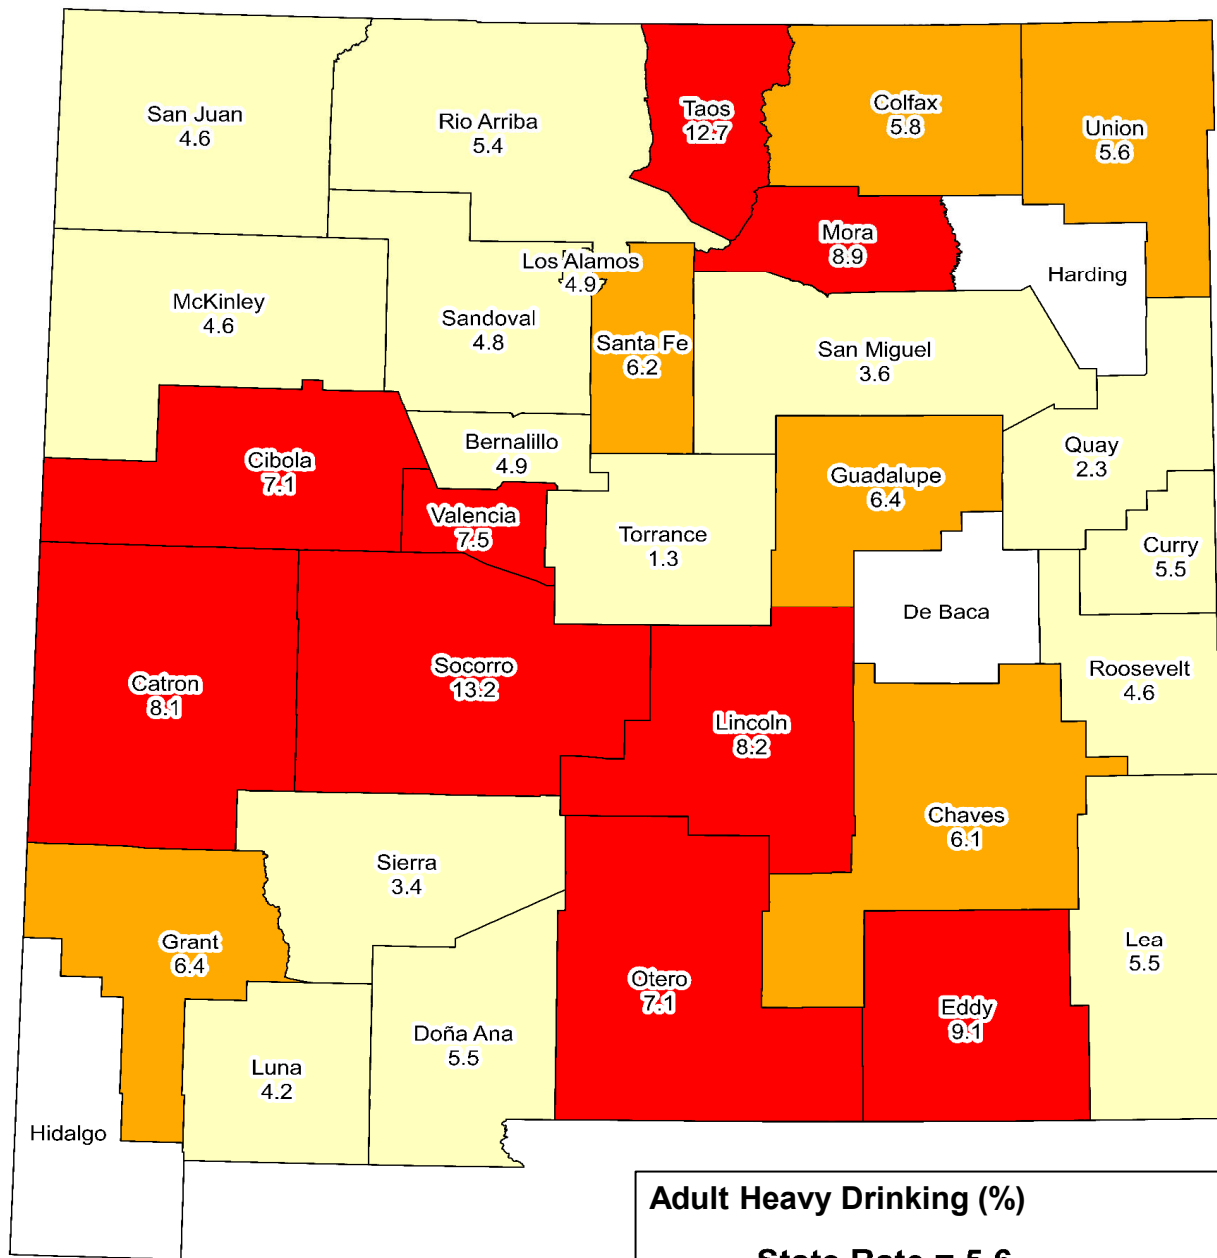 San Juan
4.6
Rio Arriba
5.4
Taos
12.7
Colfax
5.8
Union
5.6
Mora
8.9
Harding
Los Alamos
4.9
McKinley
4.6
Sandoval
4.8
Santa Fe
6.2
San Miguel
3.6
Cibola
7.1
Bernalillo
4.9
Valencia
7.5
Torrance
1.3
Guadalupe
6.4
Quay
2.3
Curry
5.5
De Baca
Roosevelt
4.6
Catron
8.1
Socorro
13.2
Lincoln
8.2
Chaves
6.1
Sierra
3.4
Grant
6.4
Otero
7.1
Eddy
9.1
Lea
5.5
Doña Ana
5.5
Luna
4.2
Hidalgo
Adult Heavy Drinking (%)
State Rate = 5.6